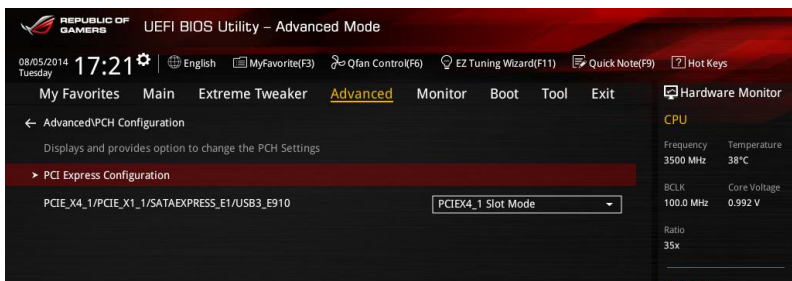 REPUBLIC OF
GAMERS
UEFI BIOS Utility – Advanced Mode
08/05/2014
Tuesday
17:21
English
MyFavorite(F3)
Qfan Control(F6)
EZ Tuning Wizard(F11)
Quick Note(F9)
? Hot Keys
My Favorites Main Extreme Tweaker Advanced Monitor Boot Tool Exit
Hardware Monitor
← Advanced\PCH Configuration
Displays and provides option to change the PCH Settings
> PCI Express Configuration
PCIE_X4_1/PCIE_X1_1/SATAEXPRESS_E1/USB3_E910
PCIEX4_1 Slot Mode
CPU
Frequency Temperature
3500 MHz 38°C
BCLK Core Voltage
100.0 MHz 0.992 V
Ratio
35x